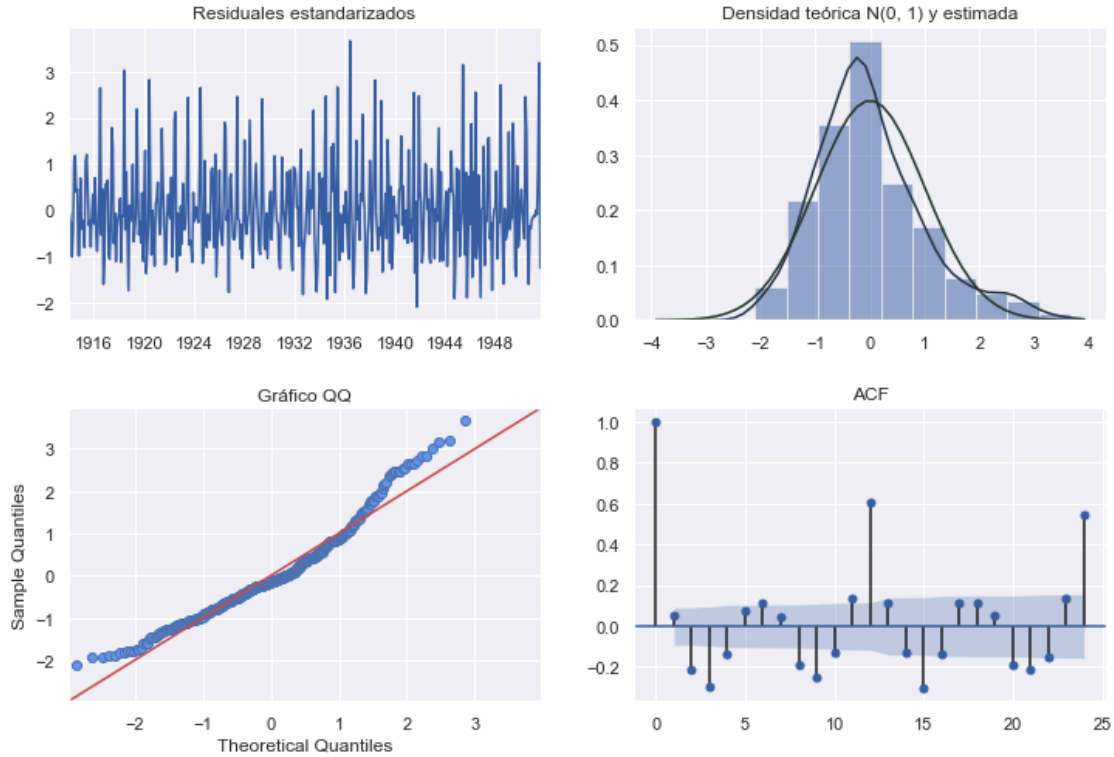 Residuales estandarizados
3
2
1
0
−1
−2
1916 1920 1924 1928 1932 1936 1940 1944 1948
Densidad teórica N(0, 1) y estimada
0.5
0.4
0.3
0.2
0.1
0.0
−4 −3 −2 −1 0 1 2 3 4
Gráfico QQ
Sample Quantiles
3
2
1
0
−1
−2
−2 −1 0 1 2 3
Theoretical Quantiles
ACF
1.0
0.8
0.6
0.4
0.2
0.0
−0.2
0 5 10 15 20 25